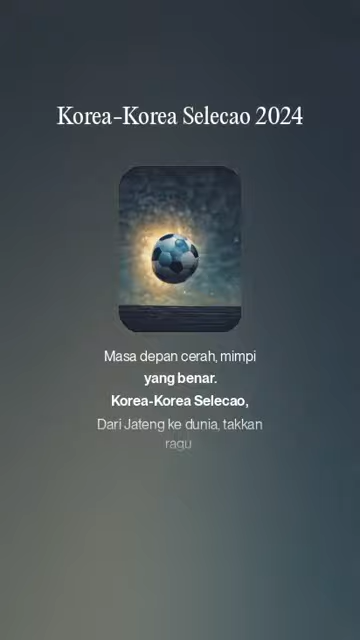 Korea-Korea Selecao 2024
Masa depan cerah, mimpi
yang benar.
Korea-Korea Selecao,
Dari Jateng ke dunia, takkan
ragu